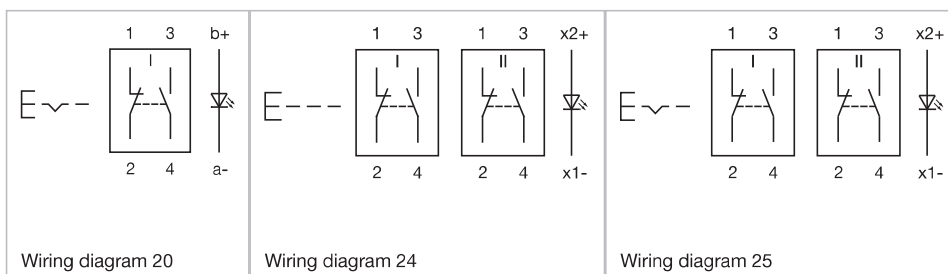 1 3 b+
I
2 4 a-
Wiring diagram 20
1 3 1 3 x2+
I II
2 4 2 4 x1-
Wiring diagram 24
1 3 1 3 x2+
I II
2 4 2 4 x1-
Wiring diagram 25